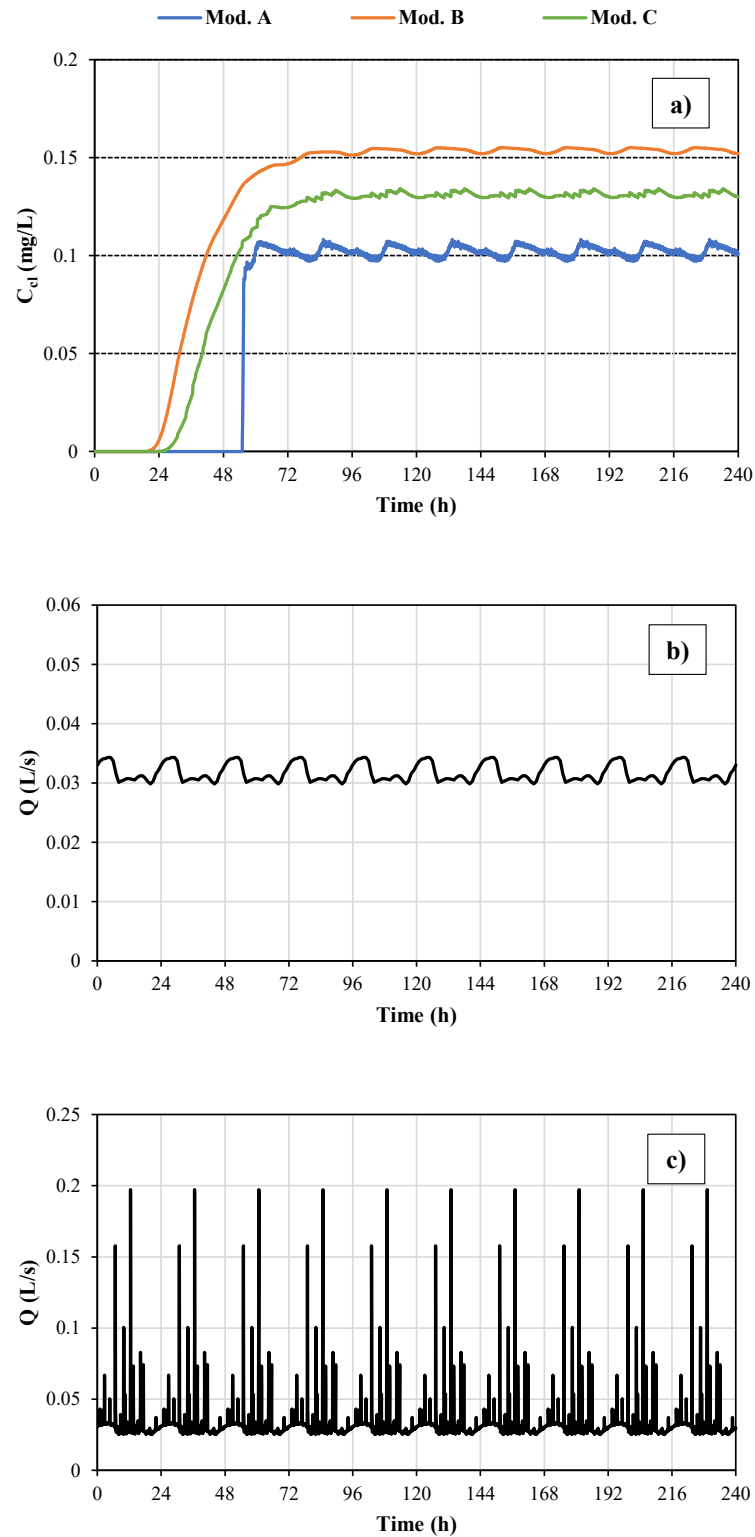 Mod. A Mod. B Mod. C
0.2
0.15
0.1
0.05
0
C_cl (mg/L)
a)
0 24 48 72 96 120 144 168 192 216 240
Time (h)
0.06
0.05
0.04
0.03
0.02
0.01
0
Q (L/s)
b)
0 24 48 72 96 120 144 168 192 216 240
Time (h)
0.25
0.2
0.15
0.1
0.05
0
Q (L/s)
c)
0 24 48 72 96 120 144 168 192 216 240
Time (h)